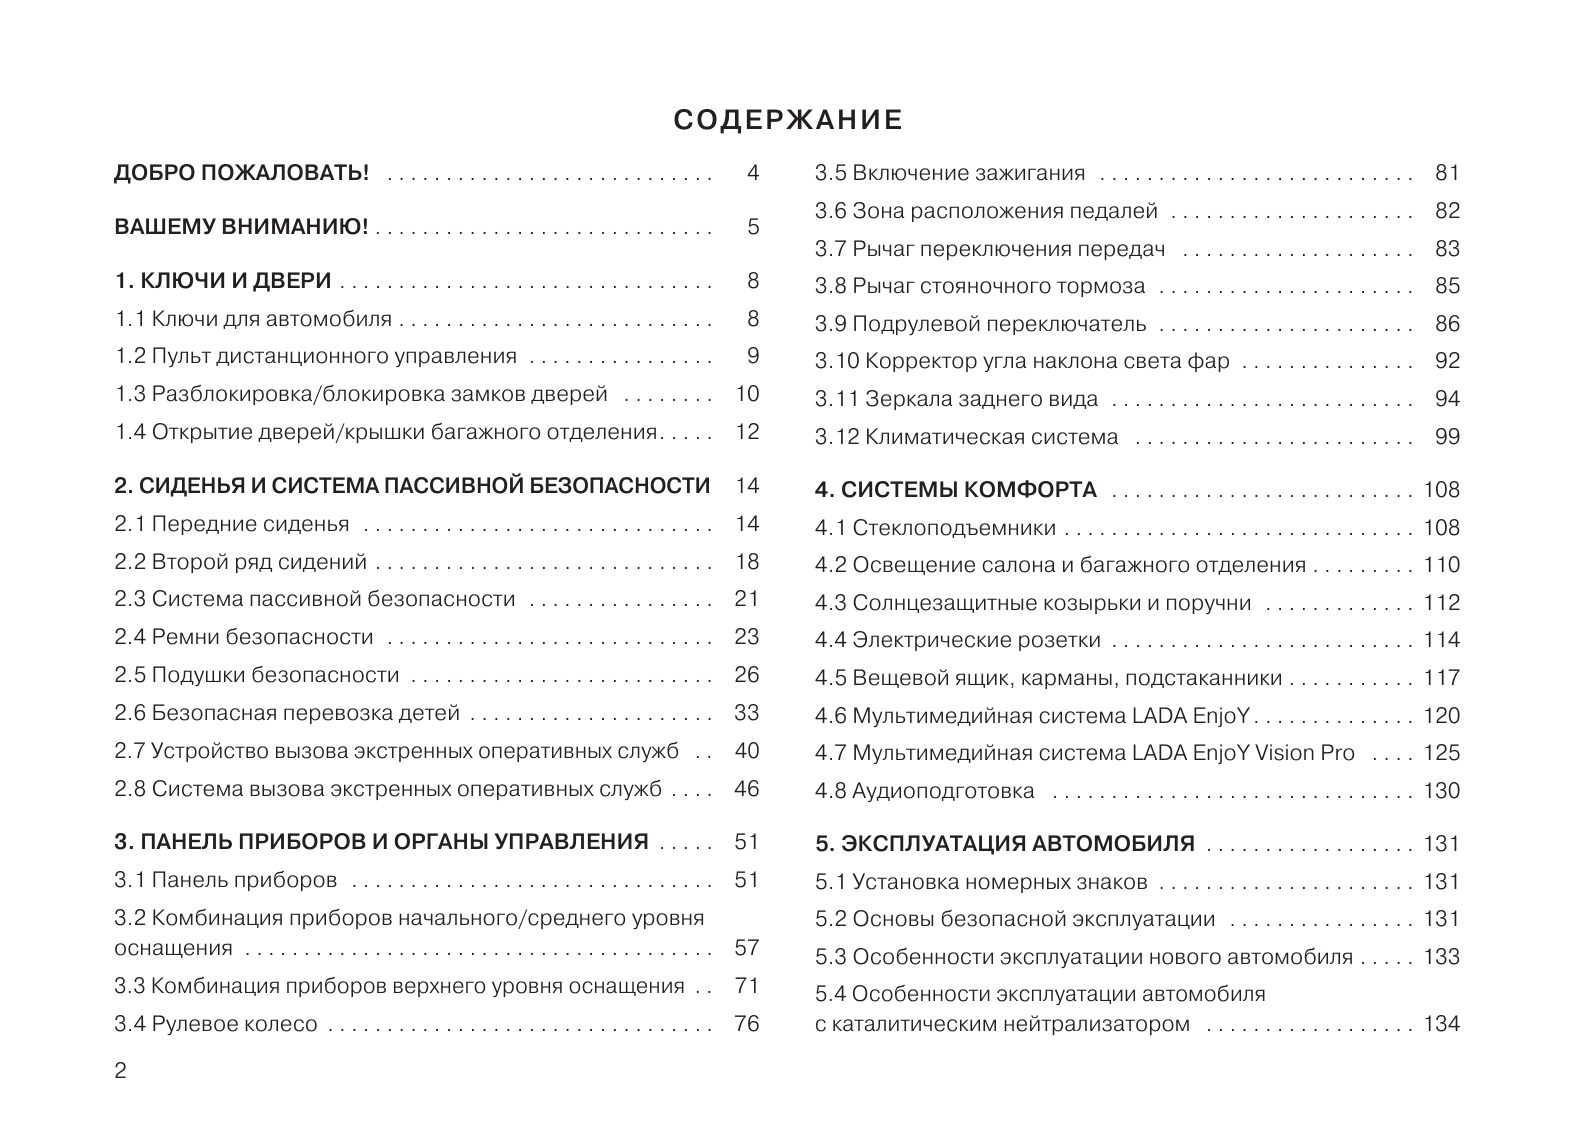 СОДЕРЖАНИЕ
ДОБРО ПОЖАЛОВАТЬ! . . . . . . . . . . . . . . . . . . . . . . . . . . . . 4
ВАШЕМУ ВНИМАНИЮ! . . . . . . . . . . . . . . . . . . . . . . . . . . . . . 5
1. КЛЮЧИ И ДВЕРИ . . . . . . . . . . . . . . . . . . . . . . . . . . . . . . . . 8
1.1 Ключи для автомобиля . . . . . . . . . . . . . . . . . . . . . . . . . . . 8
1.2 Пульт дистанционного управления . . . . . . . . . . . . . . . . 9
1.3 Разблокировка/блокировка замков дверей . . . . . . . . 10
1.4 Открытие дверей/крышки багажного отделения. . . . . 12
2. СИДЕНЬЯ И СИСТЕМА ПАССИВНОЙ БЕЗОПАСНОСТИ 14
2.1 Передние сиденья . . . . . . . . . . . . . . . . . . . . . . . . . . . . . . 14
2.2 Второй ряд сидений . . . . . . . . . . . . . . . . . . . . . . . . . . . . . 18
2.3 Система пассивной безопасности . . . . . . . . . . . . . . . . 21
2.4 Ремни безопасности . . . . . . . . . . . . . . . . . . . . . . . . . . . . 23
2.5 Подушки безопасности . . . . . . . . . . . . . . . . . . . . . . . . . . 26
2.6 Безопасная перевозка детей . . . . . . . . . . . . . . . . . . . . . 33
2.7 Устройство вызова экстренных оперативных служб . . 40
2.8 Система вызова экстренных оперативных служб . . . . 46
3. ПАНЕЛЬ ПРИБОРОВ И ОРГАНЫ УПРАВЛЕНИЯ . . . . . 51
3.1 Панель приборов . . . . . . . . . . . . . . . . . . . . . . . . . . . . . . . 51
3.2 Комбинация приборов начального/среднего уровня
оснащения . . . . . . . . . . . . . . . . . . . . . . . . . . . . . . . . . . . . . . . . 57
3.3 Комбинация приборов верхнего уровня оснащения . . 71
3.4 Рулевое колесо . . . . . . . . . . . . . . . . . . . . . . . . . . . . . . . . . 76
3.5 Включение зажигания . . . . . . . . . . . . . . . . . . . . . . . . . . . 81
3.6 Зона расположения педалей . . . . . . . . . . . . . . . . . . . . . 82
3.7 Рычаг переключения передач . . . . . . . . . . . . . . . . . . . . 83
3.8 Рычаг стояночного тормоза . . . . . . . . . . . . . . . . . . . . . . 85
3.9 Подрулевой переключатель . . . . . . . . . . . . . . . . . . . . . . 86
3.10 Корректор угла наклона света фар . . . . . . . . . . . . . . . 92
3.11 Зеркала заднего вида . . . . . . . . . . . . . . . . . . . . . . . . . . 94
3.12 Климатическая система . . . . . . . . . . . . . . . . . . . . . . . . 99
4. СИСТЕМЫ КОМФОРТА . . . . . . . . . . . . . . . . . . . . . . . . . . 108
4.1 Стеклоподъемники . . . . . . . . . . . . . . . . . . . . . . . . . . . . . . 108
4.2 Освещение салона и багажного отделения . . . . . . . . . 110
4.3 Солнцезащитные козырьки и поручни . . . . . . . . . . . . . 112
4.4 Электрические розетки . . . . . . . . . . . . . . . . . . . . . . . . . . 114
4.5 Вещевой ящик, карманы, подстаканники . . . . . . . . . . . 117
4.6 Мультимедийная система LADA EnjoY. . . . . . . . . . . . . . 120
4.7 Мультимедийная система LADA EnjoY Vision Pro . . . . 125
4.8 Аудиоподготовка . . . . . . . . . . . . . . . . . . . . . . . . . . . . . . . 130
5. ЭКСПЛУАТАЦИЯ АВТОМОБИЛЯ . . . . . . . . . . . . . . . . . . 131
5.1 Установка номерных знаков . . . . . . . . . . . . . . . . . . . . . . 131
5.2 Основы безопасной эксплуатации . . . . . . . . . . . . . . . . 131
5.3 Особенности эксплуатации нового автомобиля . . . . . 133
5.4 Особенности эксплуатации автомобиля
с каталитическим нейтрализатором . . . . . . . . . . . . . . . . . . 134
2